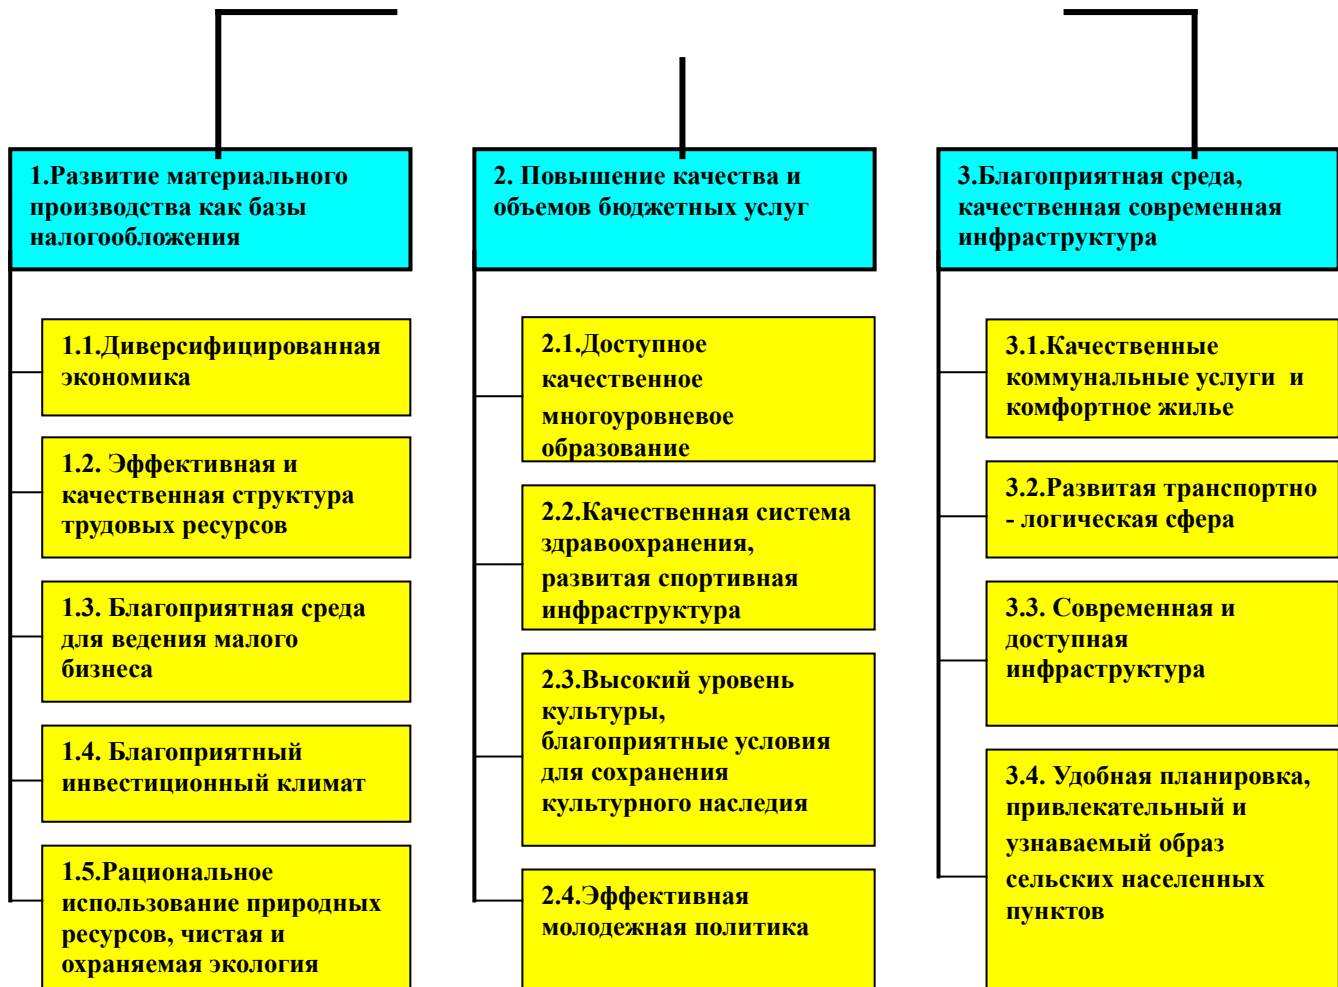 1.Развитие материального
производства как базы
налогообложения
1.1.Диверсифицированная
экономика
1.2. Эффективная и
качественная структура
трудовых ресурсов
1.3. Благоприятная среда
для ведения малого
бизнеса
1.4. Благоприятный
инвестиционный климат
1.5.Рациональное
использование природных
ресурсов, чистая и
охраняемая экология
2. Повышение качества и
объемов бюджетных услуг
2.1.Доступное
качественное
многоуровневое
образование
2.2.Качественная система
здравоохранения,
развитая спортивная
инфраструктура
2.3.Высокий уровень
культуры,
благоприятные условия
для сохранения
культурного наследия
2.4.Эффективная
молодежная политика
3.Благоприятная среда,
качественная современная
инфраструктура
3.1.Качественные
коммунальные услуги и
комфортное жилье
3.2.Развитая транспортно
- логическая сфера
3.3. Современная и
доступная
инфраструктура
3.4. Удобная планировка,
привлекательный и
узнаваемый образ
сельских населенных
пунктов